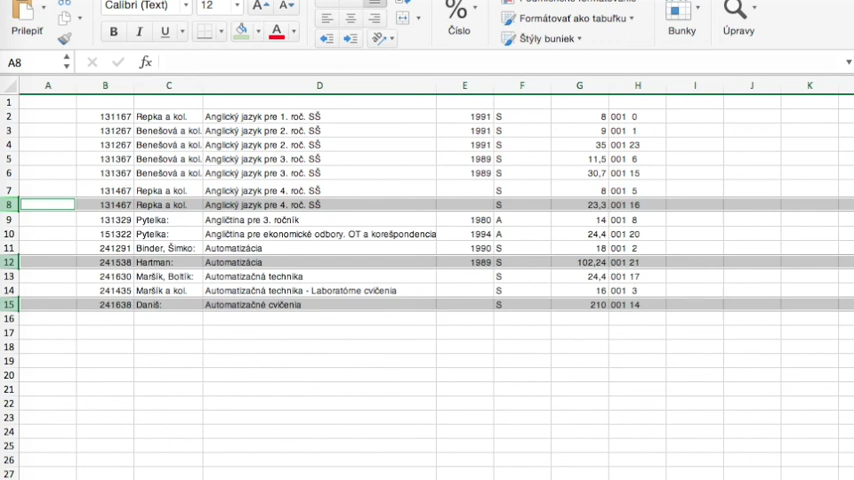 Prilepiť
Calibri (Text)
12
A
A
B
I
U
A
%
Číslo
Formátovať ako tabuľku
Štýly buniek
Bunky
Úpravy
A8
fx
A B C D E F G H I J K
1
2 131167 Repka a kol. Anglický jazyk pre 1. roč. SŠ 1991 S 8 001 0
3 131267 Benešová a kol. Anglický jazyk pre 2. roč. SŠ 1991 S 9 001 1
4 131267 Benešová a kol. Anglický jazyk pre 2. roč. SŠ 1991 S 35 001 23
5 131367 Benešová a kol. Anglický jazyk pre 3. roč. SŠ 1989 S 11,5 001 6
6 131367 Benešová a kol. Anglický jazyk pre 3. roč. SŠ 1989 S 30,7 001 15
7 131467 Repka a kol. Anglický jazyk pre 4. roč. SŠ S 8 001 5
8 131467 Repka a kol. Anglický jazyk pre 4. roč. SŠ S 23,3 001 16
9 131329 Pytelka: Angličtina pre 3. ročník 1980 A 14 001 8
10 151322 Pytelka: Angličtina pre ekonomické odbory. OT a korešpondencia 1994 A 24,4 001 20
11 241291 Binder, Šimko: Automatizácia 1990 S 18 001 2
12 241538 Hartman: Automatizácia 1989 S 102,24 001 21
13 241630 Maršík, Boltík: Automatizačná technika S 24,4 001 17
14 241435 Maršík a kol. Automatizačná technika - Laboratórne cvičenia S 16 001 3
15 241638 Daniš: Automatizačné cvičenia S 210 001 14
16
17
18
19
20
21
22
23
24
25
26
27